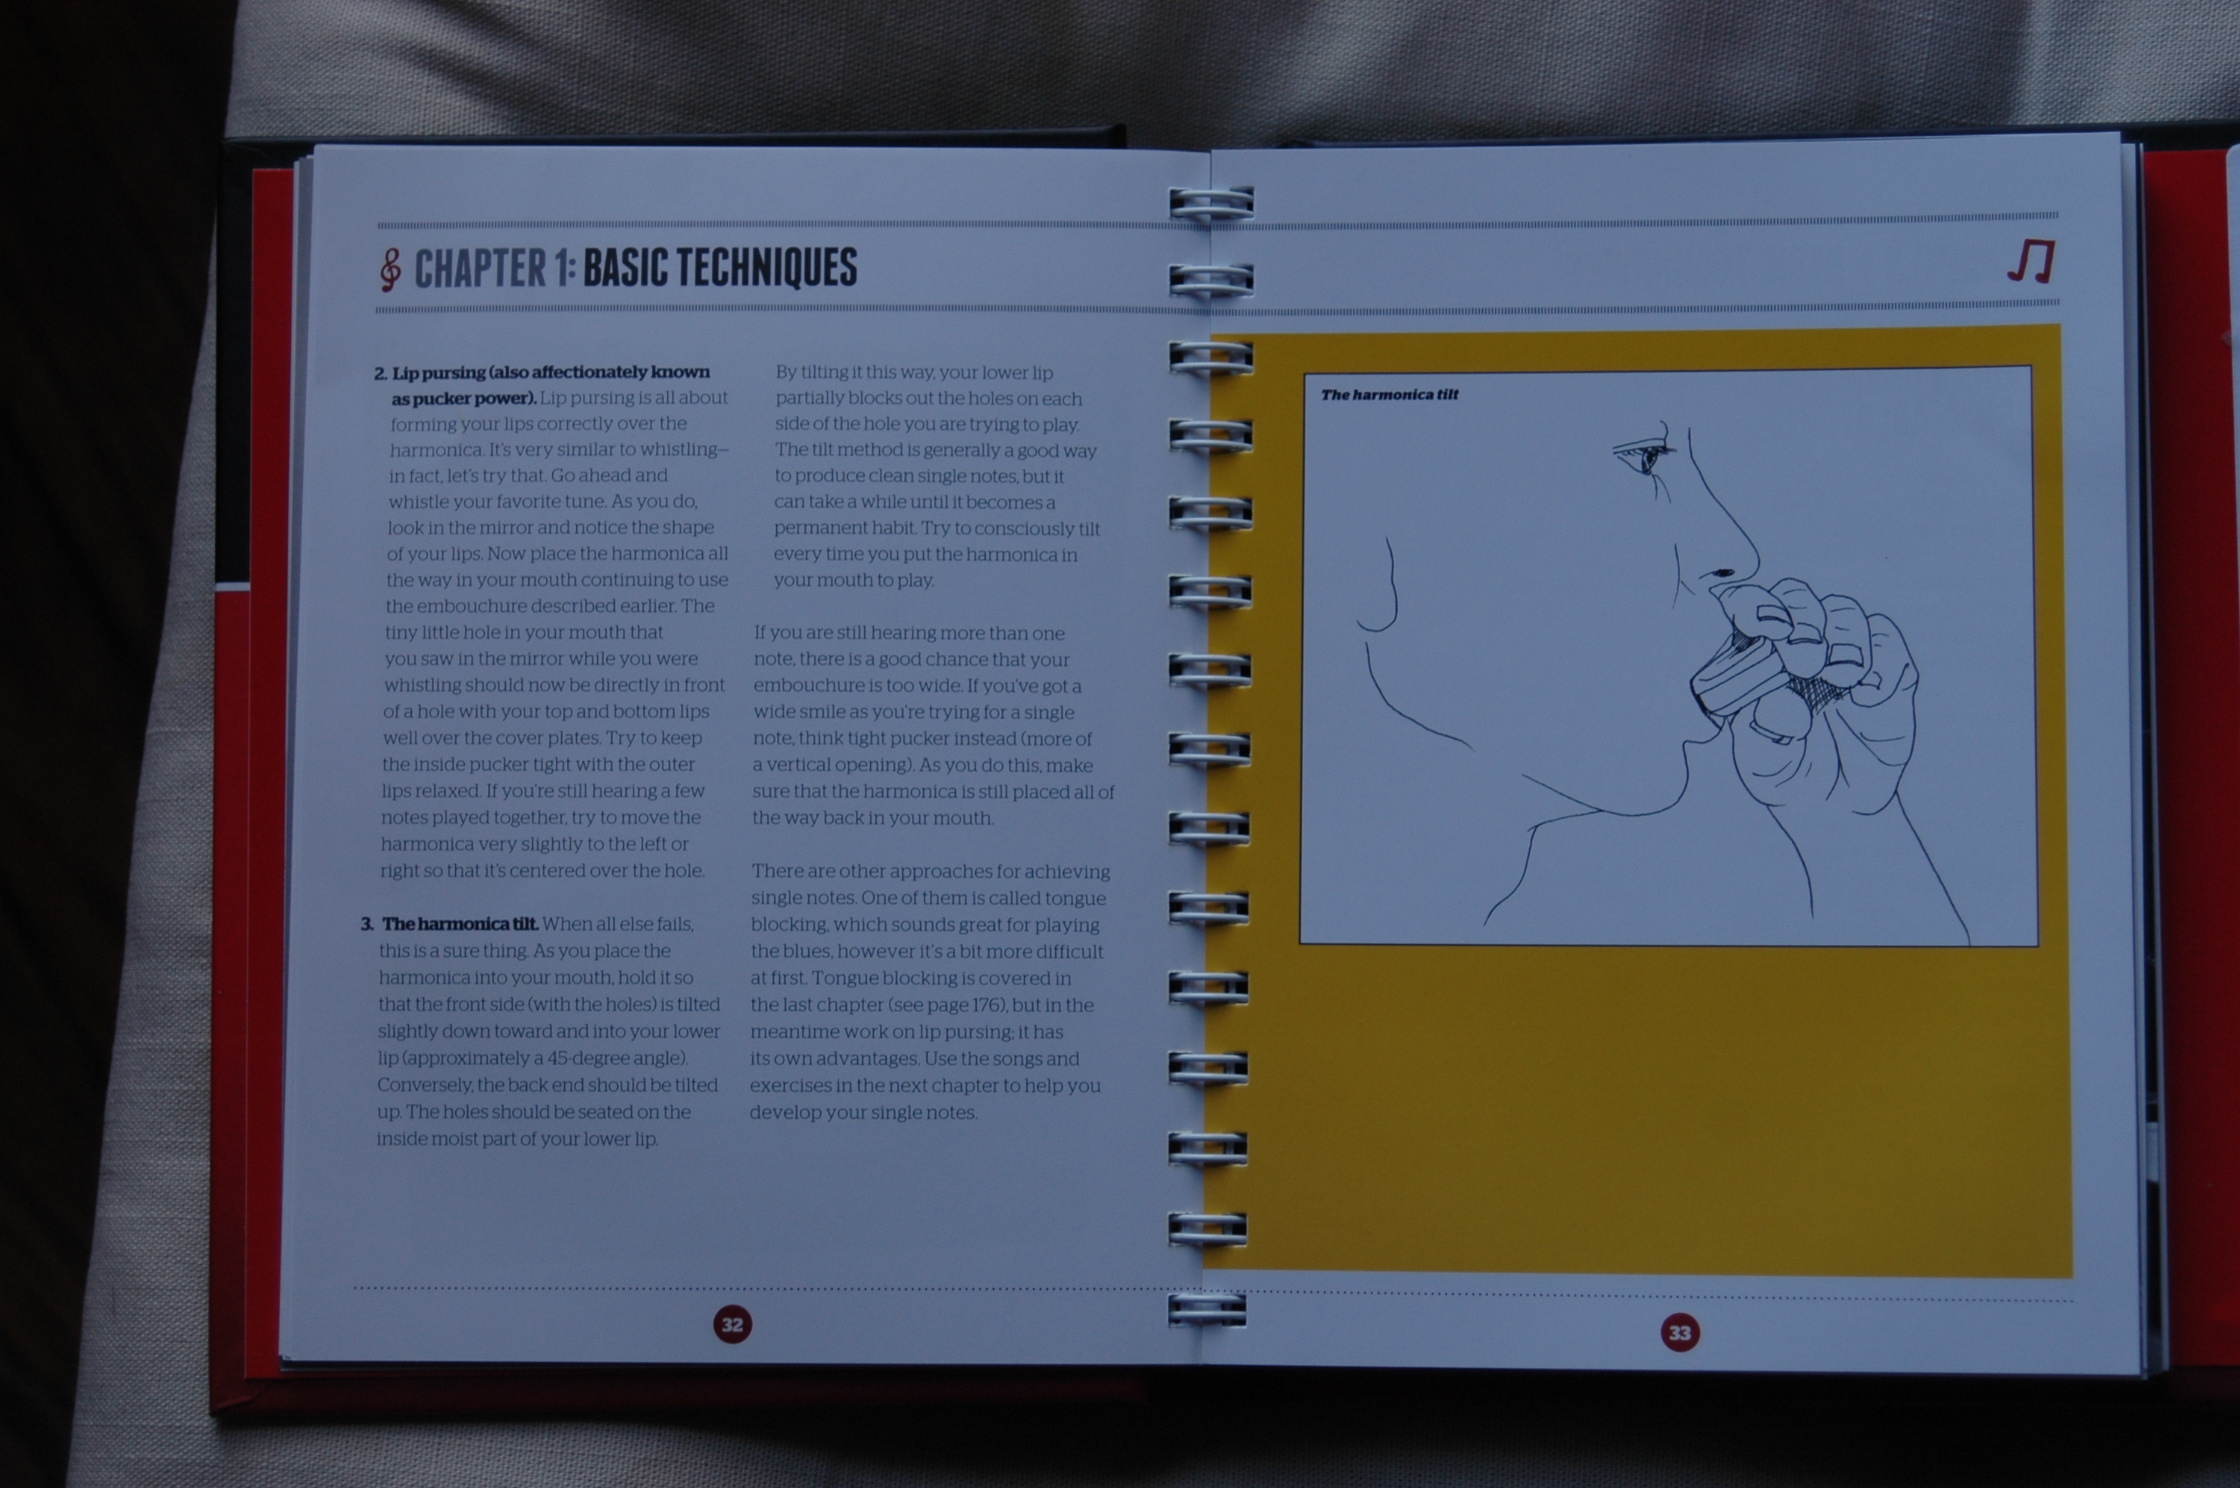 CHAPTER 1: BASIC TECHNIQUES
2. Lip pursing (also affectionately known
as pucker power). Lip pursing is all about
forming your lips correctly over the
harmonica. It's very similar to whistling—
in fact, let's try that. Go ahead and
whistle your favorite tune. As you do,
look in the mirror and notice the shape
of your lips. Now place the harmonica all
the way in your mouth continuing to use
the embouchure described earlier. The
tiny little hole in your mouth that
you saw in the mirror while you were
whistling should now be directly in front
of a hole with your top and bottom lips
well over the cover plates. Try to keep
the inside pucker tight with the outer
lips relaxed. If you're still hearing a few
notes played together, try to move the
harmonica very slightly to the left or
right so that it's centered over the hole.
3. The harmonica tilt. When all else fails,
this is a sure thing. As you place the
harmonica into your mouth, hold it so
that the front side (with the holes) is tilted
slightly down toward and into your lower
lip (approximately a 45-degree angle).
Conversely, the back end should be tilted
up. The holes should be seated on the
inside moist part of your lower lip.
By tilting it this way, your lower lip
partially blocks out the holes on each
side of the hole you are trying to play.
The tilt method is generally a good way
to produce clean single notes, but it
can take a while until it becomes a
permanent habit. Try to consciously tilt
every time you put the harmonica in
your mouth to play.
If you are still hearing more than one
note, there is a good chance that your
embouchure is too wide. If you've got a
wide smile as you're trying for a single
note, think tight pucker instead (more of
a vertical opening). As you do this, make
sure that the harmonica is still placed all of
the way back in your mouth.
There are other approaches for achieving
single notes. One of them is called tongue
blocking, which sounds great for playing
the blues, however it's a bit more difficult
at first. Tongue blocking is covered in
the last chapter (see page 176), but in the
meantime work on lip pursing; it has
its own advantages. Use the songs and
exercises in the next chapter to help you
develop your single notes.
32
The harmonica tilt
33